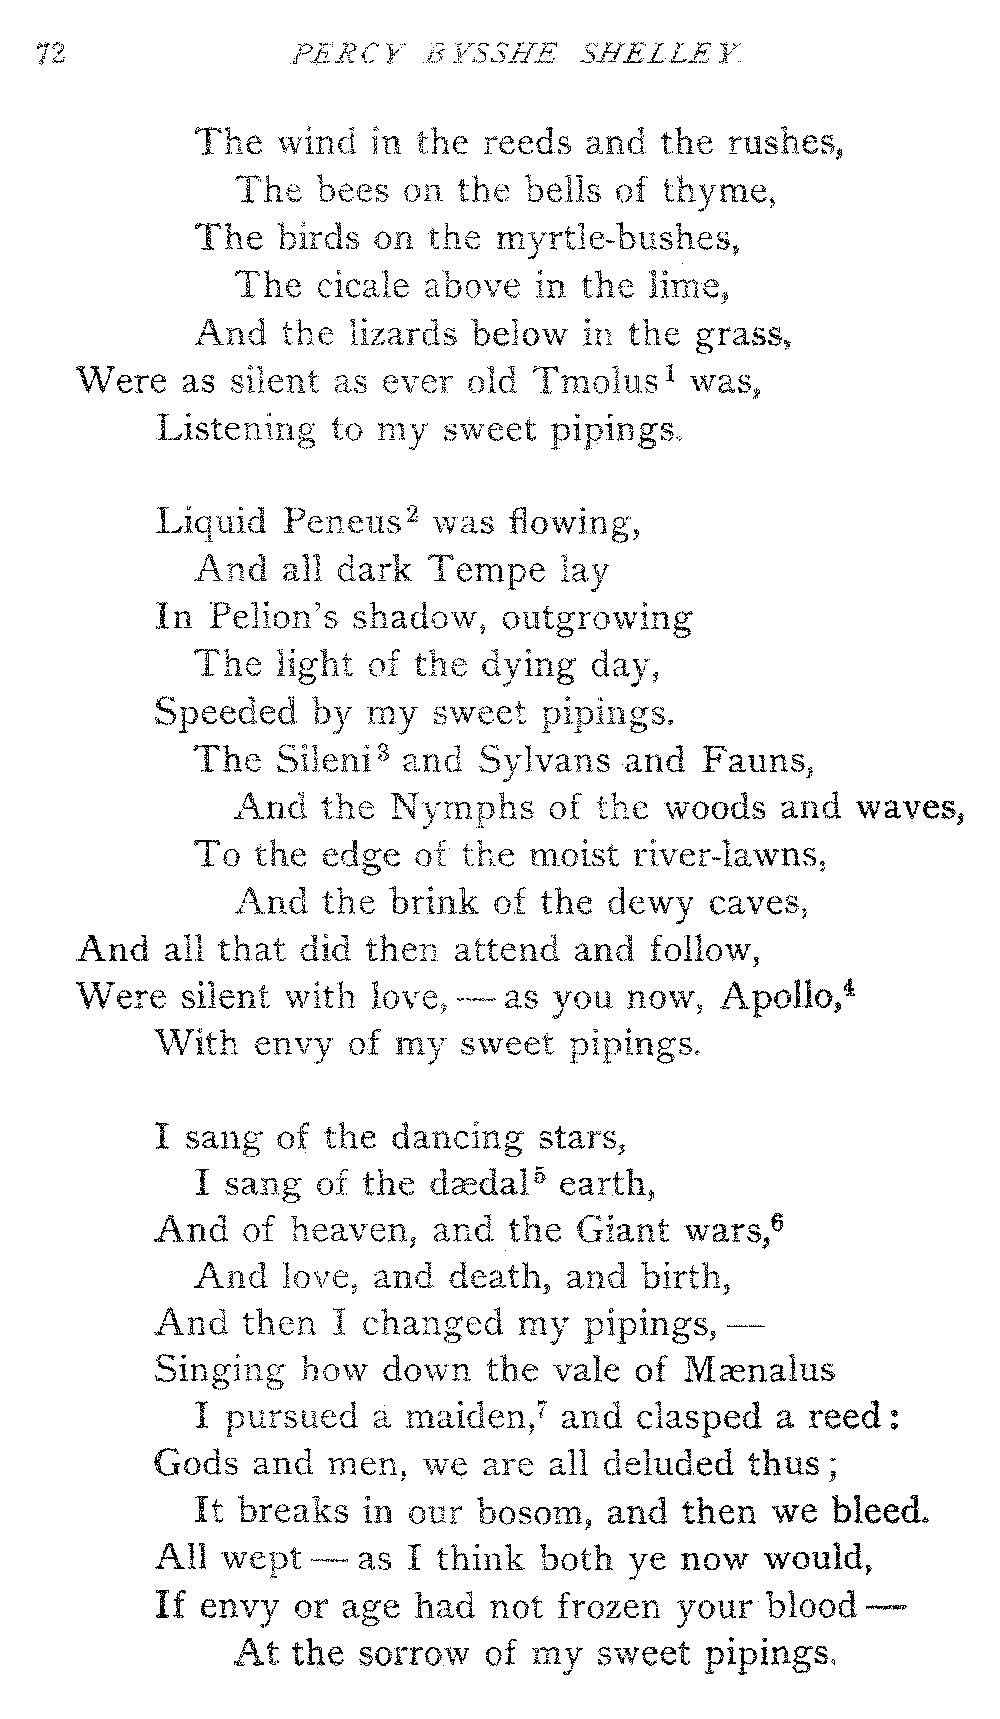 72 PERCY BYSSHE SHELLEY.
The wind in the reeds and the rushes,
The bees on the bells of thyme,
The birds on the myrtle-bushes,
The cicale above in the lime,
And the lizards below in the grass,
Were as silent as ever old Tmolus¹ was,
Listening to my sweet pipings.
Liquid Peneus² was flowing,
And all dark Tempe lay
In Pelion's shadow, outgrowing
The light of the dying day,
Speeded by my sweet pipings.
The Sileni³ and Sylvans and Fauns,
And the Nymphs of the woods and waves,
To the edge of the moist river-lawns,
And the brink of the dewy caves,
And all that did then attend and follow,
Were silent with love, — as you now, Apollo,⁴
With envy of my sweet pipings.
I sang of the dancing stars,
I sang of the dædal⁵ earth,
And of heaven, and the Giant wars,⁶
And love, and death, and birth,
And then I changed my pipings, —
Singing how down the vale of Mænalus
I pursued a maiden,⁷ and clasped a reed :
Gods and men, we are all deluded thus ;
It breaks in our bosom, and then we bleed.
All wept — as I think both ye now would,
If envy or age had not frozen your blood —
At the sorrow of my sweet pipings.